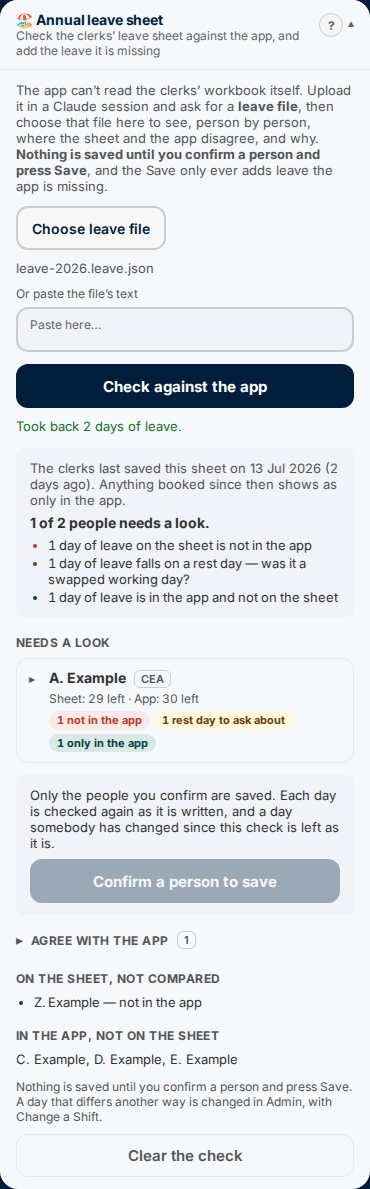 🏖️ Annual leave sheet
Check the clerks’ leave sheet against the app, and
add the leave it is missing
?
The app can’t read the clerks’ workbook itself. Upload
it in a Claude session and ask for a leave file, then
choose that file here to see, person by person,
where the sheet and the app disagree, and why.
Nothing is saved until you confirm a person and
press Save, and the Save only ever adds leave the
app is missing.
Choose leave file
leave-2026.leave.json
Or paste the file’s text
Paste here…
Check against the app
Took back 2 days of leave.
The clerks last saved this sheet on 13 Jul 2026 (2
days ago). Anything booked since then shows as
only in the app.
1 of 2 people needs a look.
• 1 day of leave on the sheet is not in the app
• 1 day of leave falls on a rest day — was it a
swapped working day?
• 1 day of leave is in the app and not on the sheet
NEEDS A LOOK
A. Example CEA
Sheet: 29 left · App: 30 left
1 not in the app 1 rest day to ask about
1 only in the app
Only the people you confirm are saved. Each day
is checked again as it is written, and a day
somebody has changed since this check is left as
it is.
Confirm a person to save
AGREE WITH THE APP 1
ON THE SHEET, NOT COMPARED
• Z. Example — not in the app
IN THE APP, NOT ON THE SHEET
C. Example, D. Example, E. Example
Nothing is saved until you confirm a person and press Save.
A day that differs another way is changed in Admin, with
Change a Shift.
Clear the check